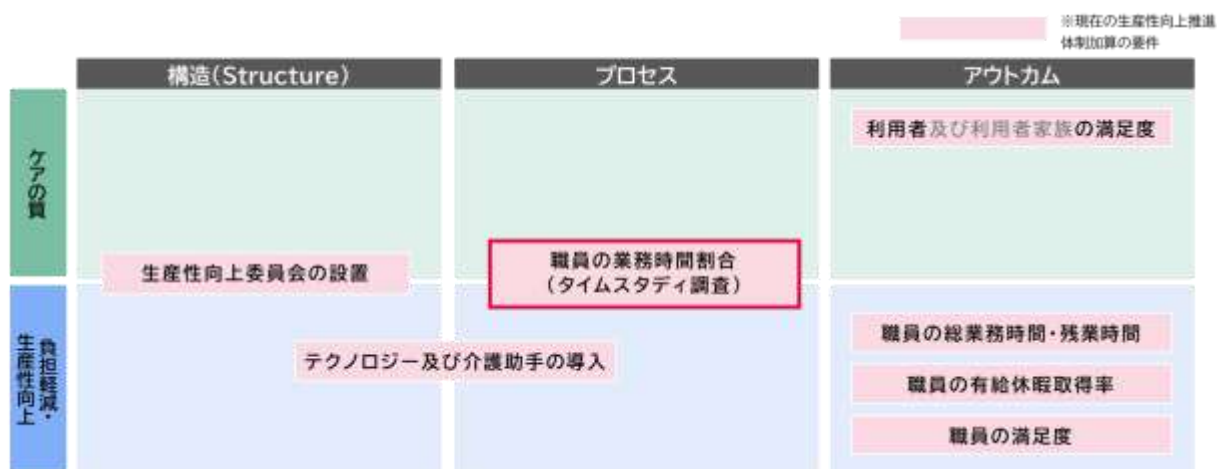 ※現在の生産性向上推進
体制加算の要件
構造(Structure)
プロセス
アウトカム
ケアの質
利用者及び利用者家族の満足度
生産性向上委員会の設置
職員の業務時間割合
(タイムスタディ調査)
負担軽減・
生産性向上
テクノロジー及び介護助手の導入
職員の総業務時間・残業時間
職員の有給休暇取得率
職員の満足度